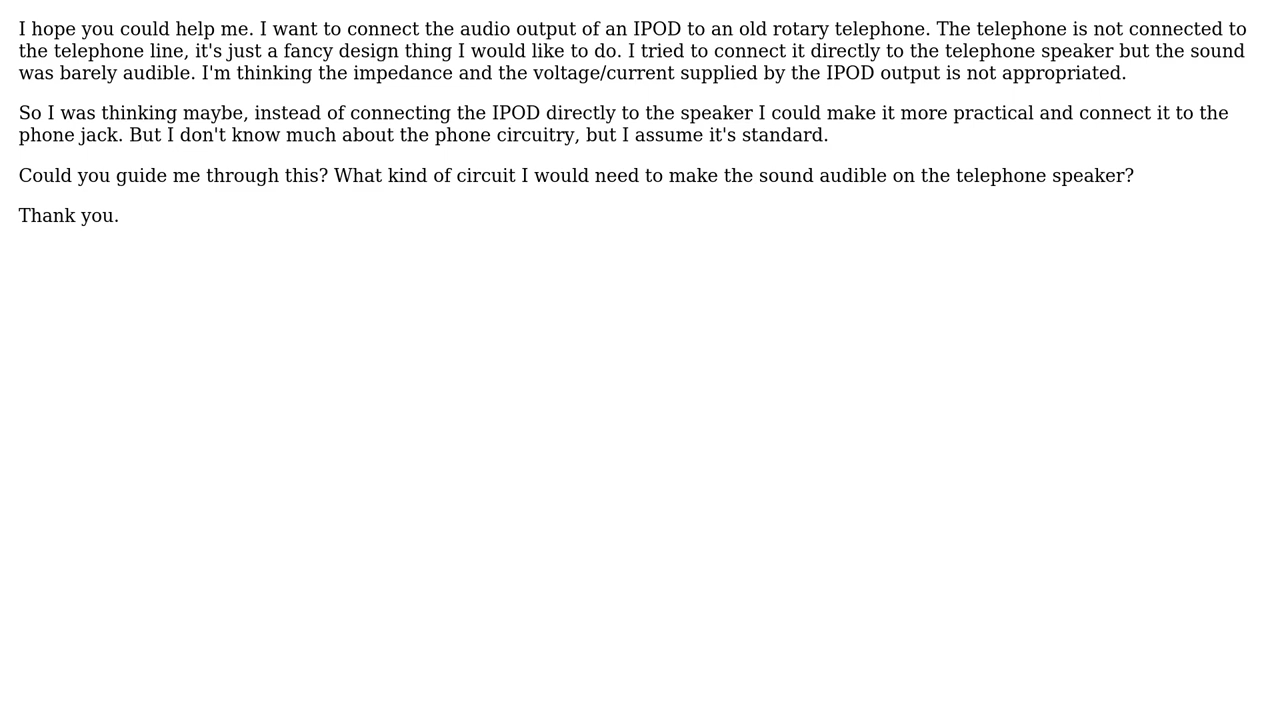 I hope you could help me. I want to connect the audio output of an IPOD to an old rotary telephone. The telephone is not connected to
the telephone line, it's just a fancy design thing I would like to do. I tried to connect it directly to the telephone speaker but the sound
was barely audible. I'm thinking the impedance and the voltage/current supplied by the IPOD output is not appropriated.
So I was thinking maybe, instead of connecting the IPOD directly to the speaker I could make it more practical and connect it to the
phone jack. But I don't know much about the phone circuitry, but I assume it's standard.
Could you guide me through this? What kind of circuit I would need to make the sound audible on the telephone speaker?
Thank you.